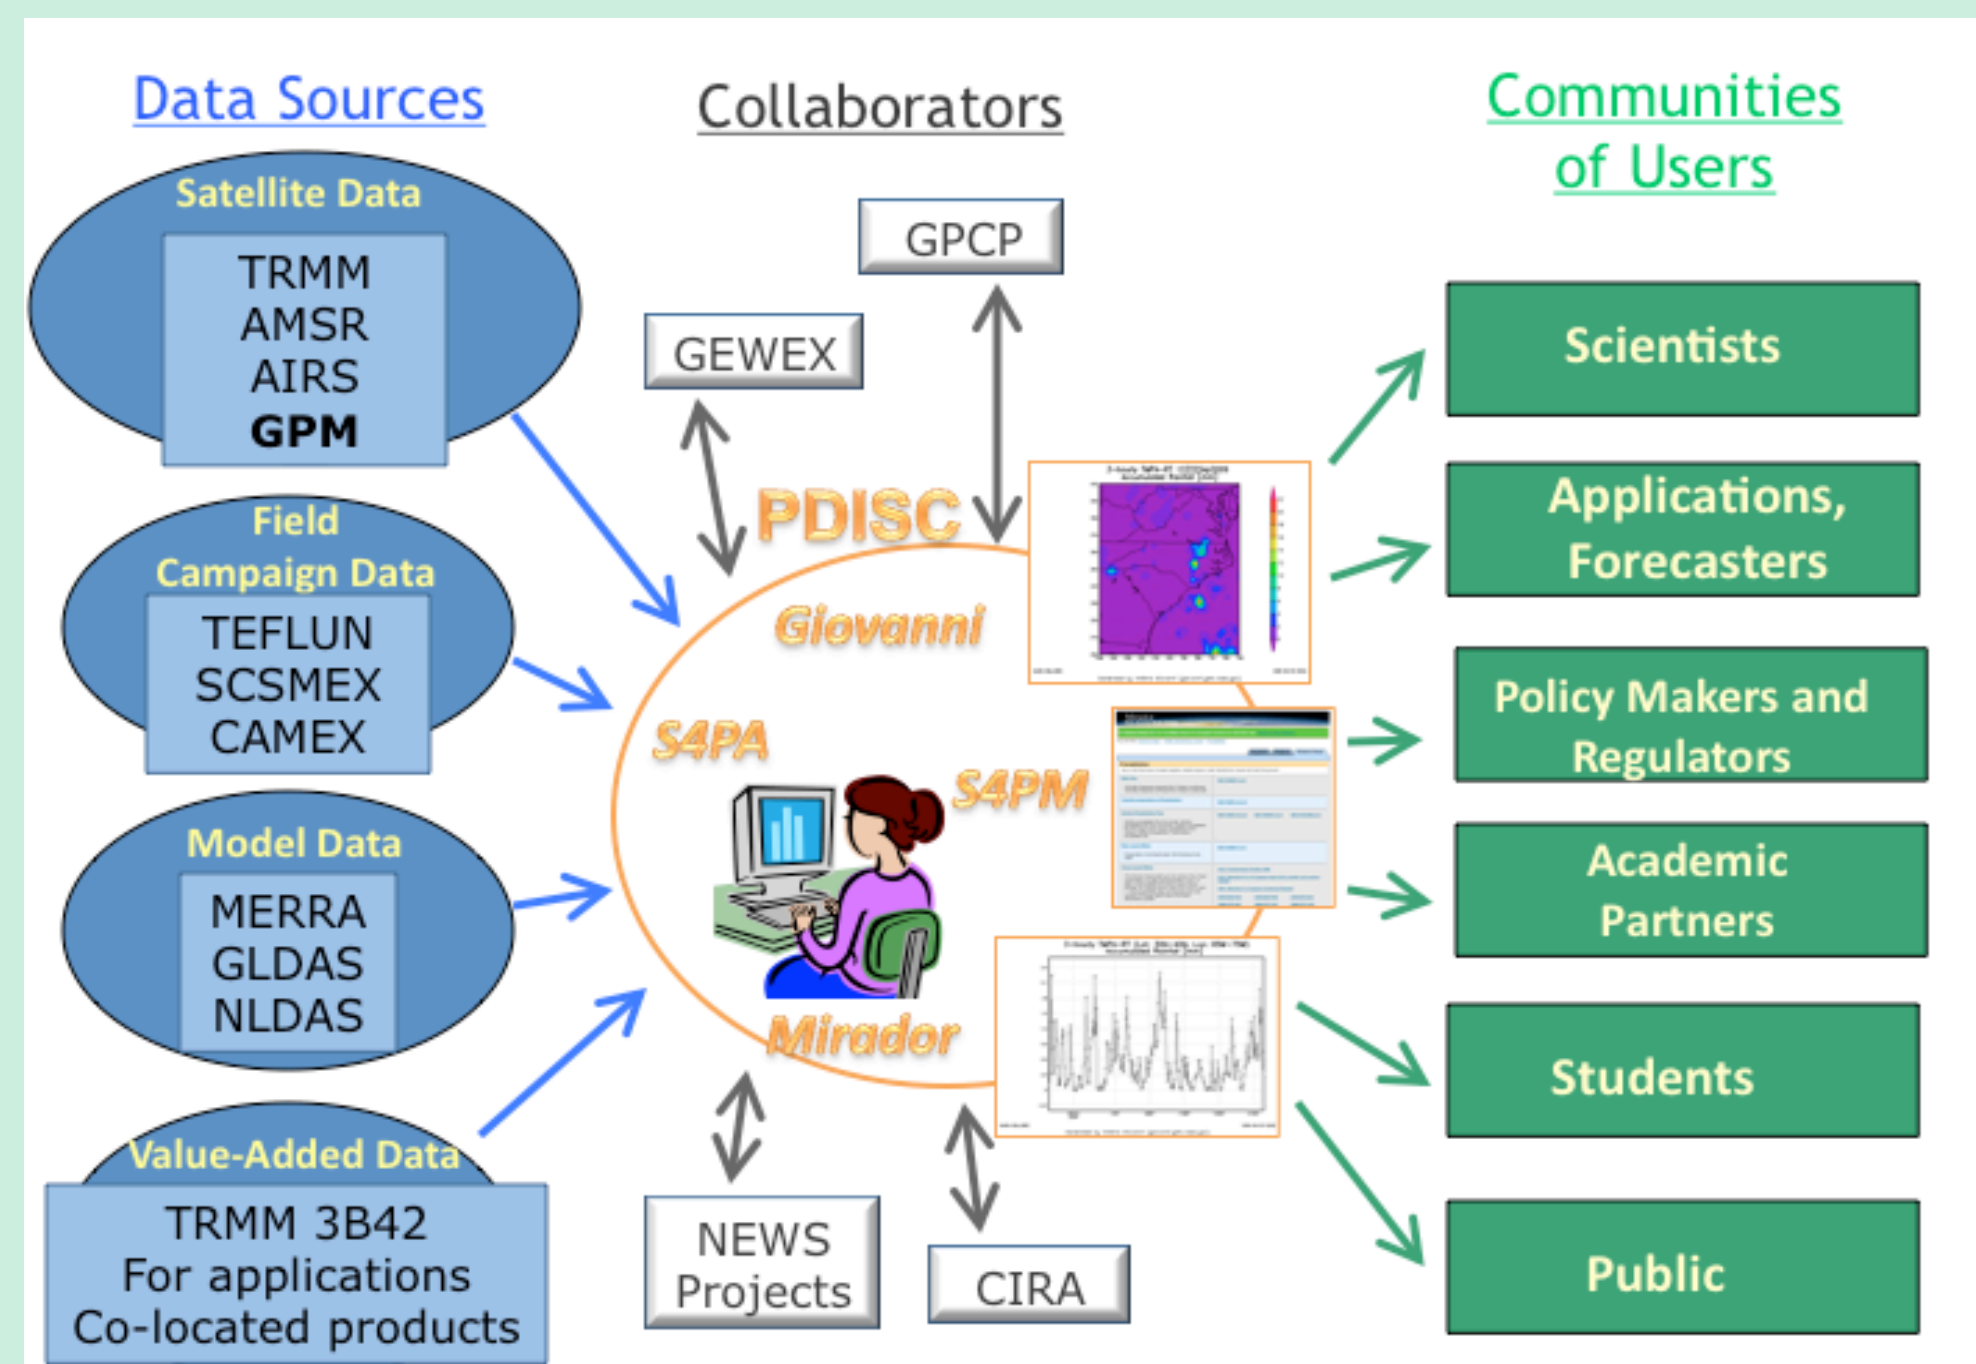 Data Sources
Collaborators
Communities
of Users
Satellite Data
TRMM
AMSR
AIRS
GPM
Field
Campaign Data
TEFLUN
SCSMEX
CAMEX
Model Data
MERRA
GLDAS
NLDAS
Value-Added Data
TRMM 3B42
For applications
Co-located products
GPCP
GEWEX
PDISC
Giovanni
S4PA
S4PM
Mirador
NEWS
Projects
CIRA
Scientists
Applications,
Forecasters
Policy Makers and
Regulators
Academic
Partners
Students
Public